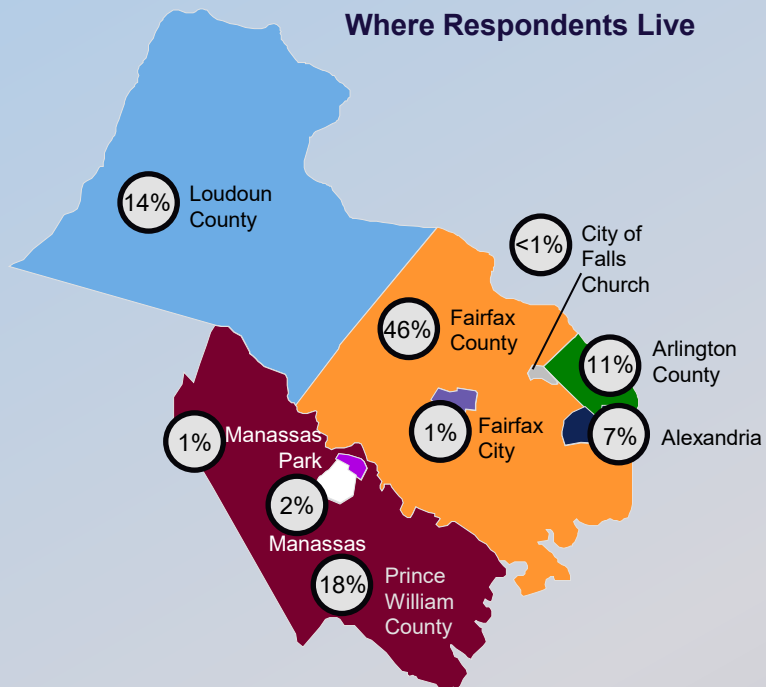 Where Respondents Live
14%
Loudoun
County
<1%
City of
Falls
Church
46%
Fairfax
County
11%
Arlington
County
1%
Fairfax
City
7%
Alexandria
1%
Manassas
Park
2%
Manassas
18%
Prince
William
County